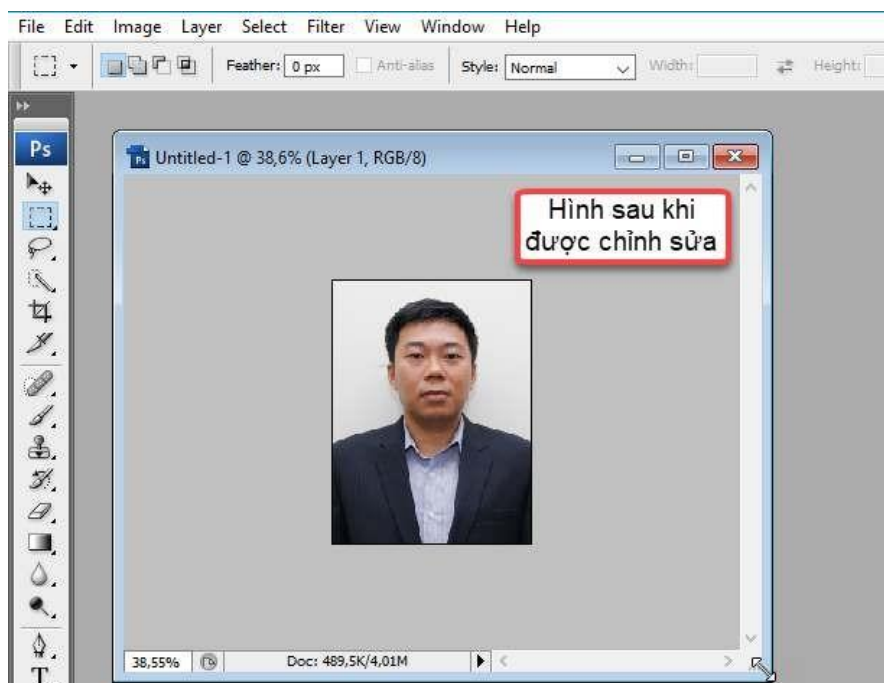 File Edit Image Layer Select Filter View Window Help
Feather: 0 px Anti-alias Style: Normal Width: Height:
Ps
Untitled-1 @ 38,6% (Layer 1, RGB/8)
Hình sau khi
được chỉnh sửa
38,55% Doc: 489,5K/4,01M
T